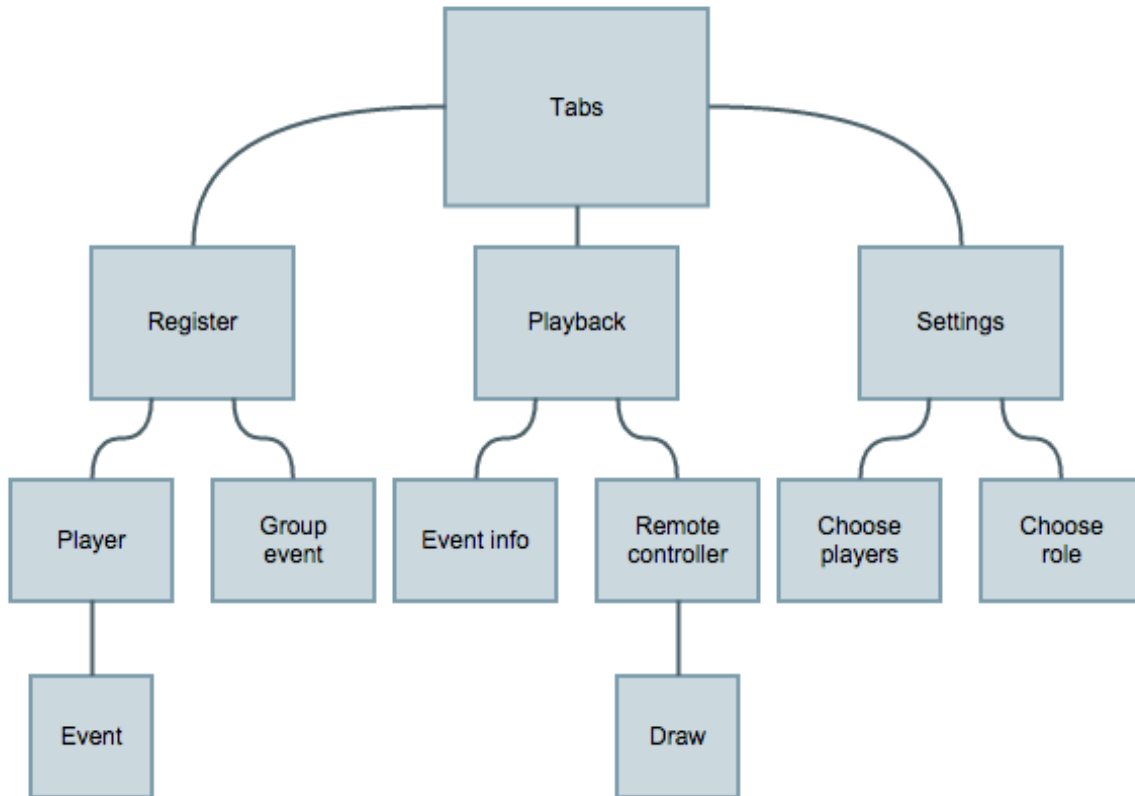 Tabs
Register
Playback
Settings
Player
Group
event
Event info
Remote
controller
Choose
players
Choose
role
Event
Draw